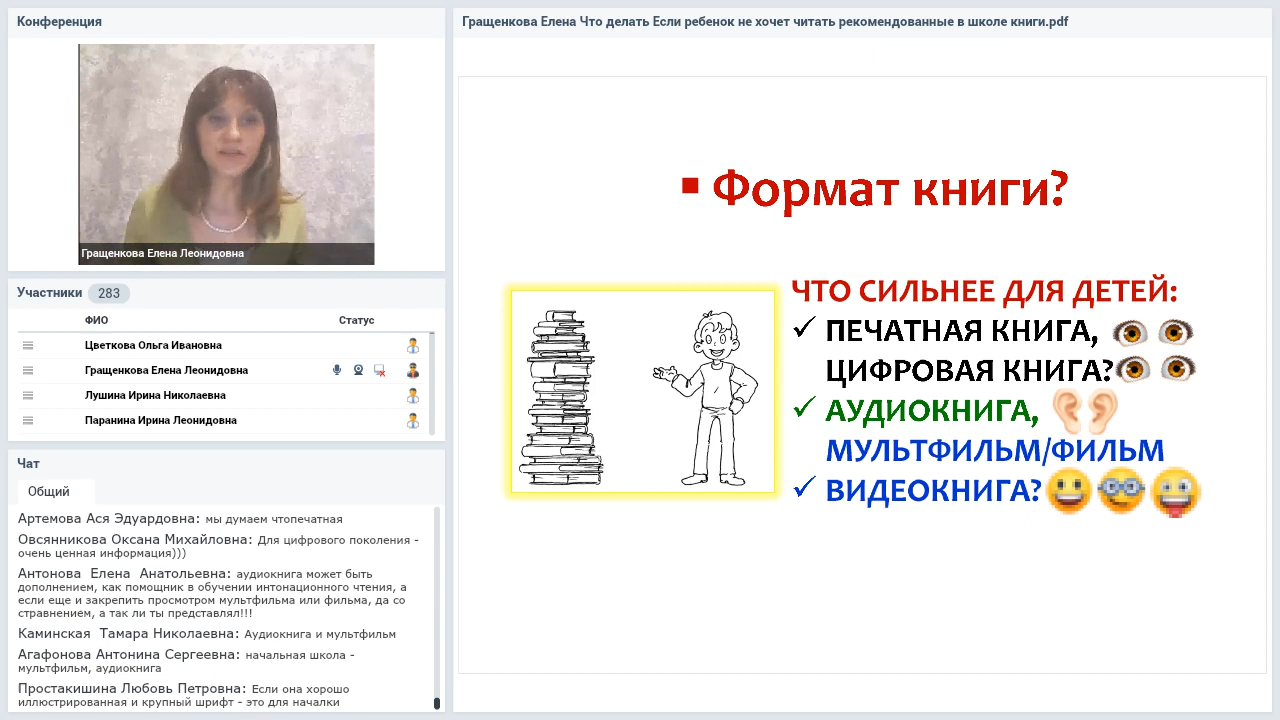 Конференция
Гращенкова Елена Леонидовна
Участники 283
ФИО Статус
Цветкова Ольга Ивановна
Гращенкова Елена Леонидовна
Лушина Ирина Николаевна
Паранина Ирина Леонидовна
Чат
Общий
Артемова Ася Эдуардовна: мы думаем чтопечатная
Овсянникова Оксана Михайловна: Для цифрового поколения -
очень ценная информация)))
Антонова Елена Анатольевна: аудиокнига может быть
дополнением, как помощник в обучении интонационного чтения, а
если еще и закрепить просмотром мультфильма или фильма, да со
стравнением, а так ли ты представлял!!!
Каминская Тамара Николаевна: Аудиокнига и мультфильм
Агафонова Антонина Сергеевна: начальная школа -
мультфильм, аудиокнига
Простакишина Любовь Петровна: Если она хорошо
иллюстрированная и крупный шрифт - это для началки
Гращенкова Елена Что делать Если ребенок не хочет читать рекомендованные в школе книги.pdf
Формат книги?
ЧТО СИЛЬНЕЕ ДЛЯ ДЕТЕЙ:
ПЕЧАТНАЯ КНИГА,
ЦИФРОВАЯ КНИГА?
АУДИОКНИГА,
МУЛЬТФИЛЬМ/ФИЛЬМ
ВИДЕОКНИГА?